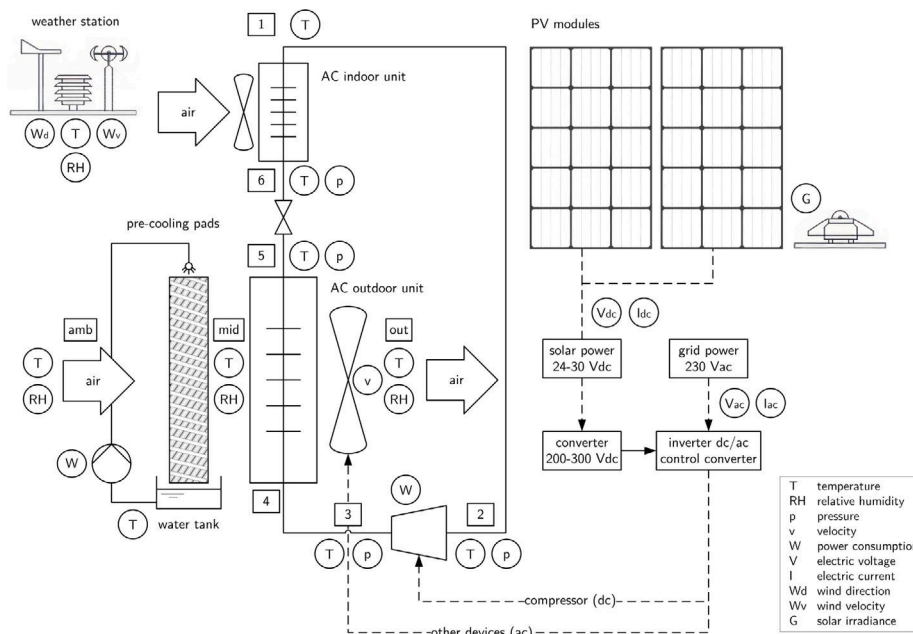 weather station
1
T
AC indoor unit
PV modules
air
Wd
T
Wv
RH
6
T
p
G
pre-cooling pads
5
T
p
AC outdoor unit
amb
mid
out
T
T
T
RH
RH
RH
air
v
air
Vdc
Idc
solar power
24-30 Vdc
grid power
230 Vac
Vac
Iac
converter
200-300 Vdc
inverter dc/ac
control converter
W
T
water tank
4
W
3
2
T
p
T
p
compressor (dc)
other devices (ac)
T temperature
RH relative humidity
p pressure
v velocity
W power consumption
V electric voltage
I electric current
Wd wind direction
Wv wind velocity
G solar irradiance